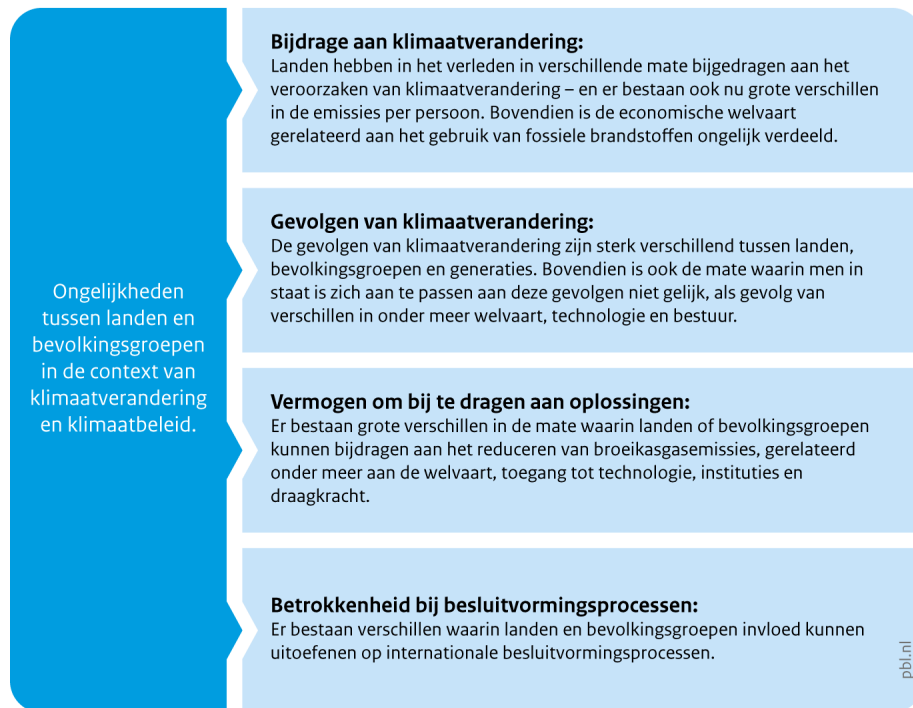 Ongelijkheden
tussen landen en
bevolkingsgroepen
in de context van
klimaatverandering
en klimaatbeleid.
Bijdrage aan klimaatverandering:
Landen hebben in het verleden in verschillende mate bijgedragen aan het
veroorzaken van klimaatverandering – en er bestaan ook nu grote verschillen
in de emissies per persoon. Bovendien is de economische welvaart
gerelateerd aan het gebruik van fossiele brandstoffen ongelijk verdeeld.
Gevolgen van klimaatverandering:
De gevolgen van klimaatverandering zijn sterk verschillend tussen landen,
bevolkingsgroepen en generaties. Bovendien is ook de mate waarin men in
staat is zich aan te passen aan deze gevolgen niet gelijk, als gevolg van
verschillen in onder meer welvaart, technologie en bestuur.
Vermogen om bij te dragen aan oplossingen:
Er bestaan grote verschillen in de mate waarin landen of bevolkingsgroepen
kunnen bijdragen aan het reduceren van broeikasgasemissies, gerelateerd
onder meer aan de welvaart, toegang tot technologie, instituties en
draagkracht.
Betrokkenheid bij besluitvormingsprocessen:
Er bestaan verschillen waarin landen en bevolkingsgroepen invloed kunnen
uitoefenen op internationale besluitvormingsprocessen.
pbl.nl